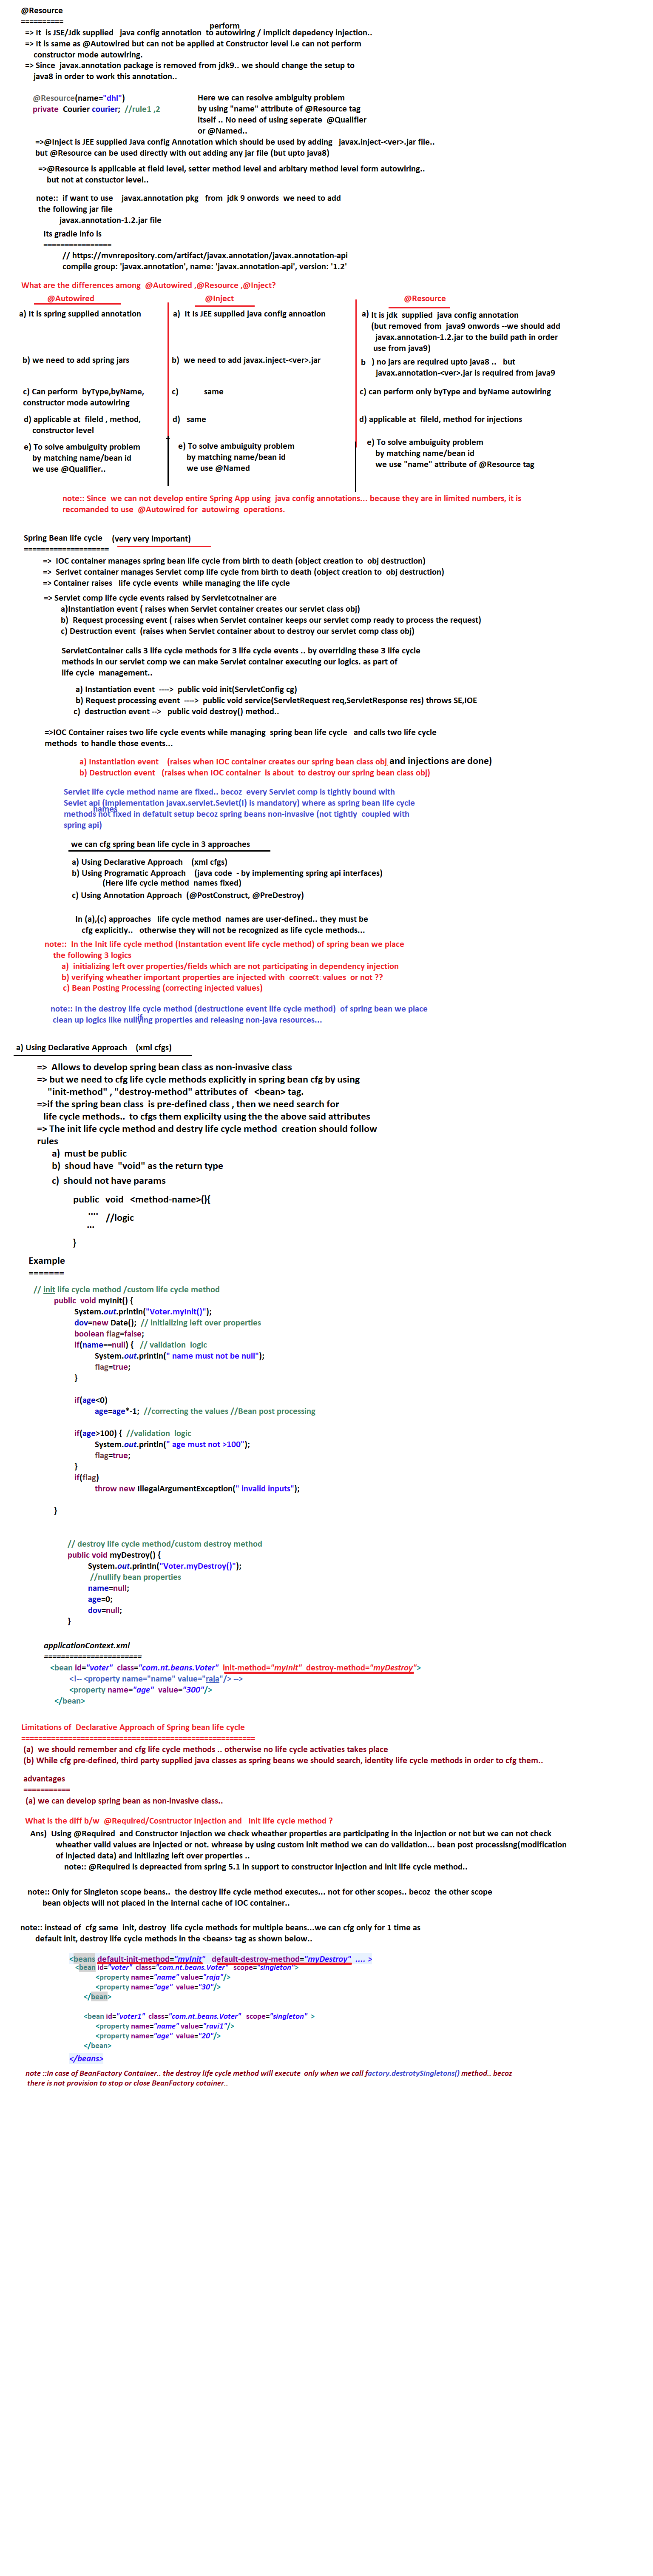 @Resource
==========
perform
=> It  is JSE/Jdk supplied   java config annotation  to autowiring / implicit depedency injection..
=> It is same as @Autowired but can not be applied at Constructor level i.e can not perform
constructor mode autowiring.
=> Since  javax.annotation package is removed from jdk9.. we should change the setup to
java8 in order to work this annotation..
@Resource(name="dhl")
private  Courier courier;  //rule1 ,2
Here we can resolve ambiguity problem
by using "name" attribute of @Resource tag
itself .. No need of using seperate  @Qualifier
or @Named..
=>@Inject is JEE supplied Java config Annotation which should be used by adding   javax.inject-<ver>.jar file..
but @Resource can be used directly with out adding any jar file (but upto java8)
=>@Resource is applicable at field level, setter method level and arbitary method level form autowiring..
but not at constuctor level..
note::  if want to use    javax.annotation pkg   from  jdk 9 onwords  we need to add
the following jar file
javax.annotation-1.2.jar file
Its gradle info is
================
// https://mvnrepository.com/artifact/javax.annotation/javax.annotation-api
compile group: 'javax.annotation', name: 'javax.annotation-api', version: '1.2'
What are the differences among  @Autowired ,@Resource ,@Inject?
@Autowired
a) It is spring supplied annotation
b) we need to add spring jars
c) Can perform  byType,byName,
constructor mode autowiring
d) applicable at  fileld , method,
constructor level
e) To solve ambuiguity problem
by matching name/bean id
we use @Qualifier..
@Inject
a)  It Is JEE supplied java config annoation
b)  we need to add javax.inject-<ver>.jar
c)            same
d)   same
e) To solve ambuiguity problem
by matching name/bean id
we use @Named
@Resource
a) It is jdk  supplied  java config annotation
(but removed from  java9 onwords --we should add
javax.annotation-1.2.jar to the build path in order
use from java9)
b  ) no jars are required upto java8 ..   but
javax.annotation-<ver>.jar is required from java9
c) can perform only byType and byName autowiring
d) applicable at  fileld, method for injections
e) To solve ambuiguity problem
by matching name/bean id
we use "name" attribute of @Resource tag
note:: Since  we can not develop entire Spring App using  java config annotations... because they are in limited numbers, it is
recomanded to use  @Autowired for  autowirng  operations.
Spring Bean life cycle    (very very important)
====================
=>  IOC container manages spring bean life cycle from birth to death (object creation to  obj destruction)
=>  Serlvet container manages Servlet comp life cycle from birth to death (object creation to  obj destruction)
=> Container raises   life cycle events  while managing the life cycle
=> Servlet comp life cycle events raised by Servletcotnainer are
a)Instantiation event ( raises when Servlet container creates our servlet class obj)
b)  Request processing event ( raises when Servlet container keeps our servlet comp ready to process the request)
c) Destruction event  (raises when Servlet container about to destroy our servlet comp class obj)
ServletContainer calls 3 life cycle methods for 3 life cycle events .. by overriding these 3 life cycle
methods in our servlet comp we can make Servlet container executing our logics. as part of
life cycle  management..
a) Instantiation event  ---->  public void init(ServletConfig cg)
b) Request processing event  ---->  public void service(ServletRequest req,ServletResponse res) throws SE,IOE
c)  destruction event -->   public void destroy() method..
=>IOC Container raises two life cycle events while managing  spring bean life cycle   and calls two life cycle
methods  to handle those events...
a) Instantiation event    (raises when IOC container creates our spring bean class obj and injections are done)
b) Destruction event   (raises when IOC container  is about  to destroy our spring bean class obj)
Servlet life cycle method name are fixed.. becoz  every Servlet comp is tightly bound with
Sevlet api (implementation javax.servlet.Sevlet(I) is mandatory) where as spring bean life cycle
names
methods not fixed in defatult setup becoz spring beans non-invasive (not tightly  coupled with
spring api)
we can cfg spring bean life cycle in 3 approaches
a) Using Declarative Approach    (xml cfgs)
b) Using Programatic Approach    (java code  - by implementing spring api interfaces)
(Here life cycle method  names fixed)
c) Using Annotation Approach  (@PostConstruct, @PreDestroy)
In (a),(c) approaches   life cycle method  names are user-defined.. they must be
cfg explicitly..   otherwise they will not be recognized as life cycle methods...
note::  In the Init life cycle method (Instantation event life cycle method) of spring bean we place
the following 3 logics
a)  initializing left over properties/fields which are not participating in dependency injection
b) verifying wheather important properties are injected with  coorrect  values  or not ??
c) Bean Posting Processing (correcting injected values)
note:: In the destroy life cycle method (destructione event life cycle method)  of spring bean we place
clean up logics like nullying properties and releasing non-java resources...
a) Using Declarative Approach    (xml cfgs)
=>  Allows to develop spring bean class as non-invasive class
=> but we need to cfg life cycle methods explicitly in spring bean cfg by using
"init-method" , "destroy-method" attributes of   <bean> tag.
=>if the spring bean class  is pre-defined class , then we need search for
life cycle methods..  to cfgs them explicilty using the the above said attributes
=> The init life cycle method and destry life cycle method  creation should follow
rules
a)  must be public
b)  shoud have  "void" as the return type
c)  should not have params
public   void   <method-name>(){
....
//logic
...
}
Example
=======
// init life cycle method /custom life cycle method
public  void myInit() {
System.out.println("Voter.myInit()");
dov=new Date();  // initializing left over properties
boolean flag=false;
if(name==null) {   // validation  logic
System.out.println(" name must not be null");
flag=true;
}
if(age<0)
age=age*-1;  //correcting the values //Bean post processing
if(age>100) {  //validation  logic
System.out.println(" age must not >100");
flag=true;
}
if(flag)
throw new IllegalArgumentException(" invalid inputs");
}
// destroy life cycle method/custom destroy method
public void myDestroy() {
System.out.println("Voter.myDestroy()");
//nullify bean properties
name=null;
age=0;
dov=null;
}
applicationContext.xml
=======================
<bean id="voter"  class="com.nt.beans.Voter"  init-method="myInit"  destroy-method="myDestroy">
<!-- <property name="name" value="raja"/> -->
<property name="age"  value="300"/>
</bean>
Limitations of  Declarative Approach of Spring bean life cycle
=======================================================
(a)  we should remember and cfg life cycle methods .. otherwise no life cycle activaties takes place
(b) While cfg pre-defined, third party supplied java classes as spring beans we should search, identity life cycle methods in order to cfg them..
advantages
===========
(a) we can develop spring bean as non-invasive class..
What is the diff b/w  @Required/Cosntructor Injection and   Init life cycle method ?
Ans)  Using @Required  and Constructor Injection we check wheather properties are participating in the injection or not but we can not check
wheather valid values are injected or not. whrease by using custom init method we can do validation... bean post processisng(modification
of injected data) and initliazing left over properties ..
note:: @Required is depreacted from spring 5.1 in support to constructor injection and init life cycle method..
note:: Only for Singleton scope beans..  the destroy life cycle method executes... not for other scopes.. becoz  the other scope
bean objects will not placed in the internal cache of IOC container..
note:: instead of  cfg same  init, destroy  life cycle methods for multiple beans...we can cfg only for 1 time as
default init, destroy life cycle methods in the <beans> tag as shown below..
<beans default-init-method="myInit"   default-destroy-method="myDestroy"  .... >
<bean id="voter"  class="com.nt.beans.Voter"   scope="singleton">
<property name="name" value="raja"/>
<property name="age"  value="30"/>
</bean>
<bean id="voter1"  class="com.nt.beans.Voter"   scope="singleton"  >
<property name="name" value="ravi1"/>
<property name="age"  value="20"/>
</bean>
</beans>
note ::In case of BeanFactory Container.. the destroy life cycle method will execute  only when we call factory.destrotySingletons() method.. becoz
there is not provision to stop or close BeanFactory cotainer..